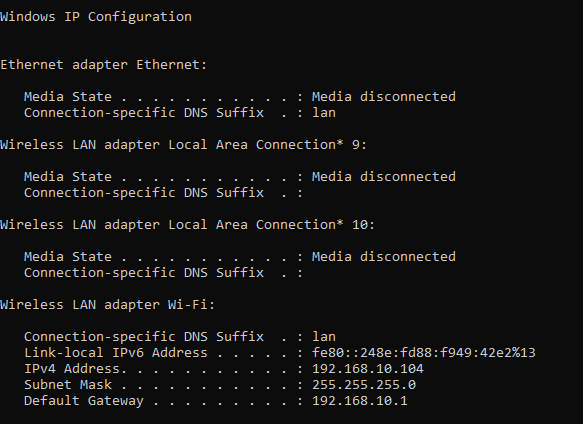 Windows IP Configuration
Ethernet adapter Ethernet:
Media State . . . . . . . . . . . : Media disconnected
Connection-specific DNS Suffix  . : lan
Wireless LAN adapter Local Area Connection* 9:
Media State . . . . . . . . . . . : Media disconnected
Connection-specific DNS Suffix  . :
Wireless LAN adapter Local Area Connection* 10:
Media State . . . . . . . . . . . : Media disconnected
Connection-specific DNS Suffix  . :
Wireless LAN adapter Wi-Fi:
Connection-specific DNS Suffix  . : lan
Link-local IPv6 Address . . . . . : fe80::248e:fd88:f949:42e2%13
IPv4 Address. . . . . . . . . . . : 192.168.10.104
Subnet Mask . . . . . . . . . . . : 255.255.255.0
Default Gateway . . . . . . . . . : 192.168.10.1